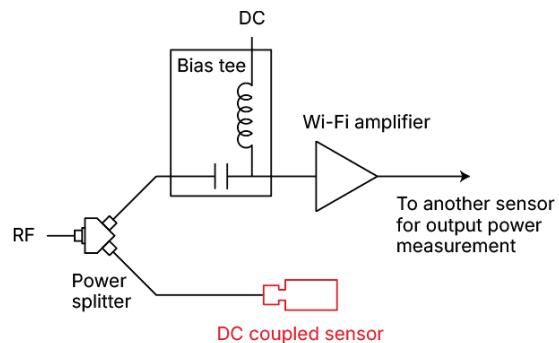 DC
Bias tee
Wi-Fi amplifier
To another sensor
for output power
measurement
RF
Power
splitter
DC coupled sensor